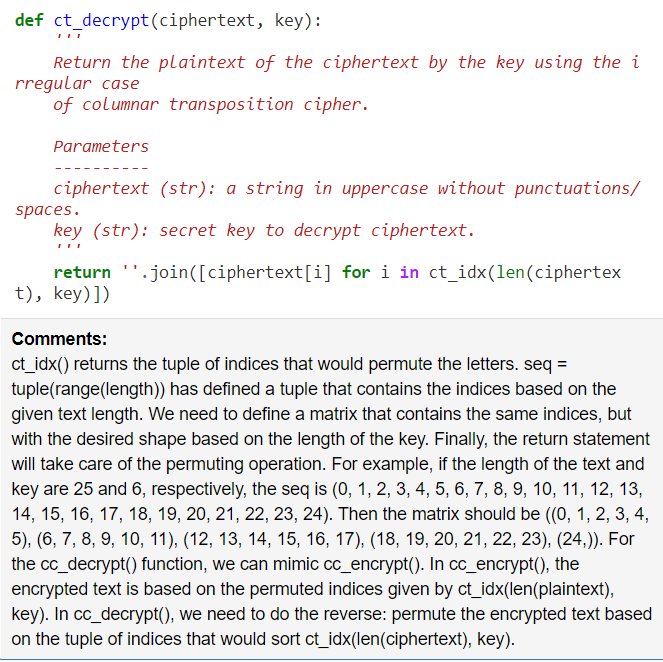 def ct_decrypt(ciphertext, key):
    '''
    Return the plaintext of the ciphertext by the key using the i
rregular case
    of columnar transposition cipher.

    Parameters
    ----------
    ciphertext (str): a string in uppercase without punctuations/
spaces.
    key (str): secret key to decrypt ciphertext.
    '''
    return ''.join([ciphertext[i] for i in ct_idx(len(ciphertex
t), key)])
Comments:
ct_idx() returns the tuple of indices that would permute the letters. seq =
tuple(range(length)) has defined a tuple that contains the indices based on the
given text length. We need to define a matrix that contains the same indices, but
with the desired shape based on the length of the key. Finally, the return statement
will take care of the permuting operation. For example, if the length of the text and
key are 25 and 6, respectively, the seq is (0, 1, 2, 3, 4, 5, 6, 7, 8, 9, 10, 11, 12, 13,
14, 15, 16, 17, 18, 19, 20, 21, 22, 23, 24). Then the matrix should be ((0, 1, 2, 3, 4,
5), (6, 7, 8, 9, 10, 11), (12, 13, 14, 15, 16, 17), (18, 19, 20, 21, 22, 23), (24,)). For
the cc_decrypt() function, we can mimic cc_encrypt(). In cc_encrypt(), the
encrypted text is based on the permuted indices given by ct_idx(len(plaintext),
key). In cc_decrypt(), we need to do the reverse: permute the encrypted text based
on the tuple of indices that would sort ct_idx(len(ciphertext), key).